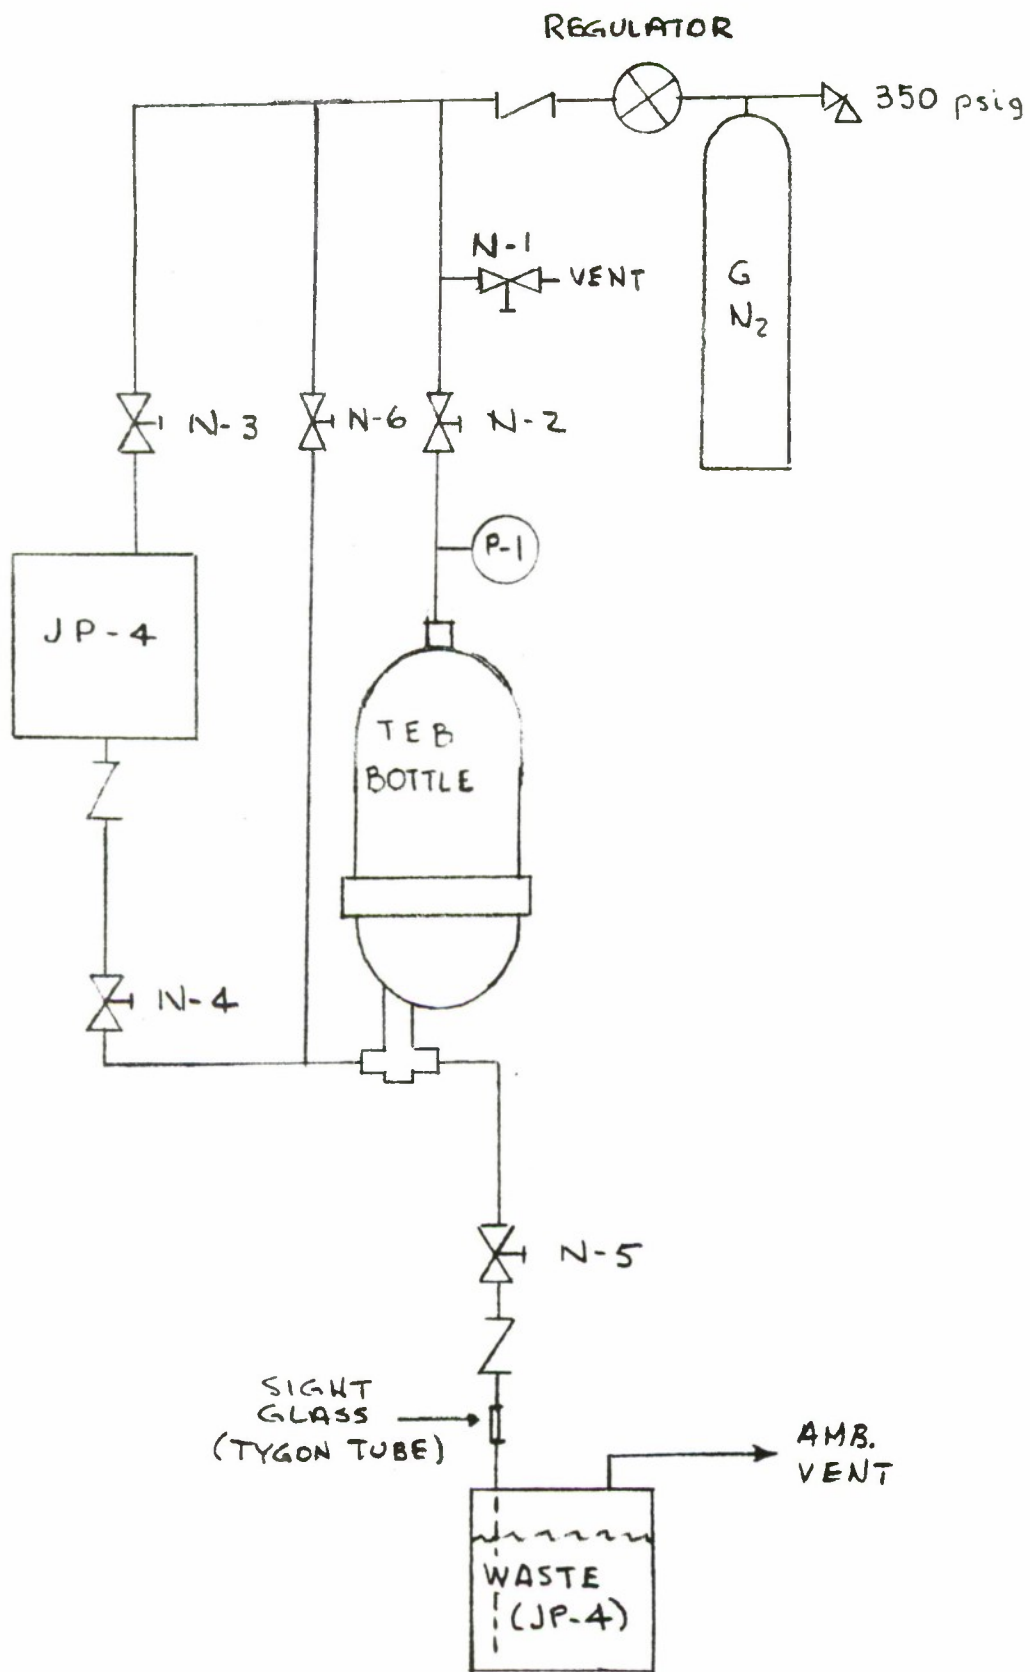 REGULATOR
350 psig
N-1
VENT
G
N2
N-3
N-6
N-2
P-1
JP-4
TEB
BOTTLE
N-4
N-5
SIGHT
GLASS
(TYGON TUBE)
AMB.
VENT
WASTE
(JP-4)